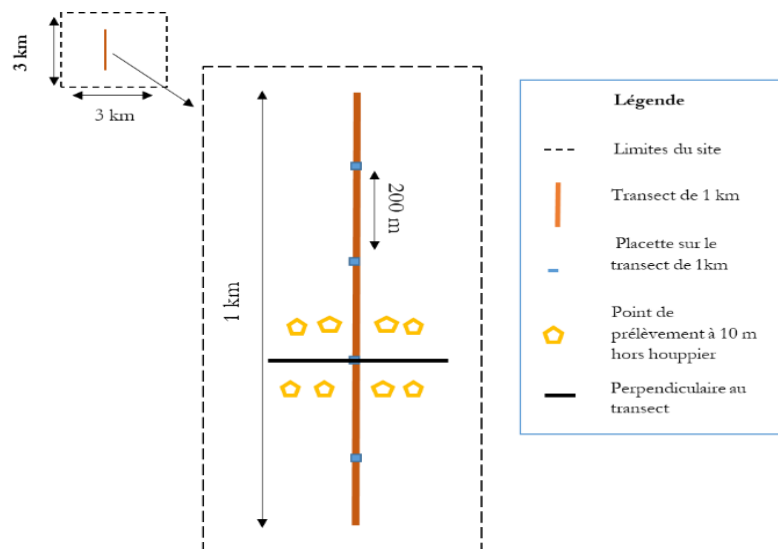 3 km
3 km
1 km
200 m
Légende
Limites du site
Transect de 1 km
Placette sur le
transect de 1km
Point de
prélèvement à 10 m
hors houppier
Perpendiculaire au
transect